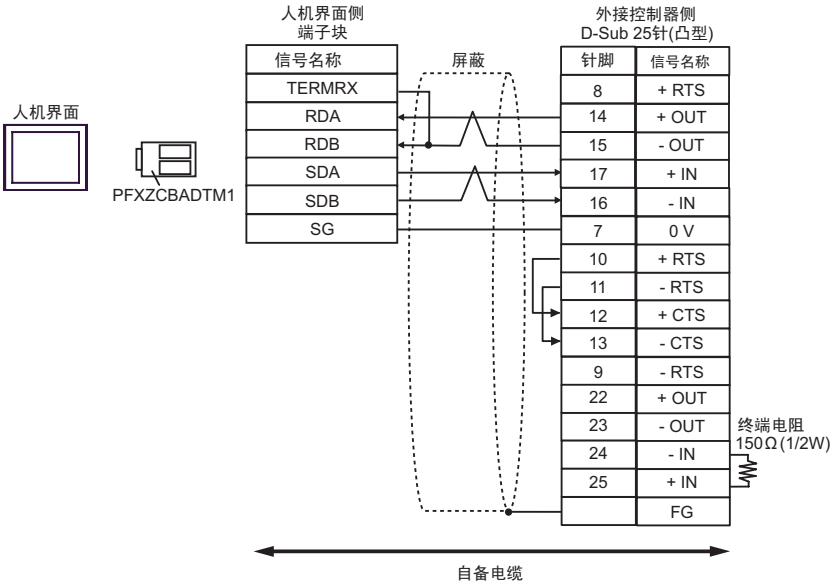 人机界面侧
端子块
外接控制器侧
D-Sub 25针(凸型)
信号名称
屏蔽
针脚 信号名称
TERMRX
8 + RTS
人机界面
RDA
14 + OUT
RDB
15 - OUT
SDA
17 + IN
PFXZCBADTM1
SDB
16 - IN
SG
7 0 V
10 + RTS
11 - RTS
12 + CTS
13 - CTS
9 - RTS
22 + OUT
23 - OUT
终端电阻
150Ω(1/2W)
24 - IN
25 + IN
FG
自备电缆